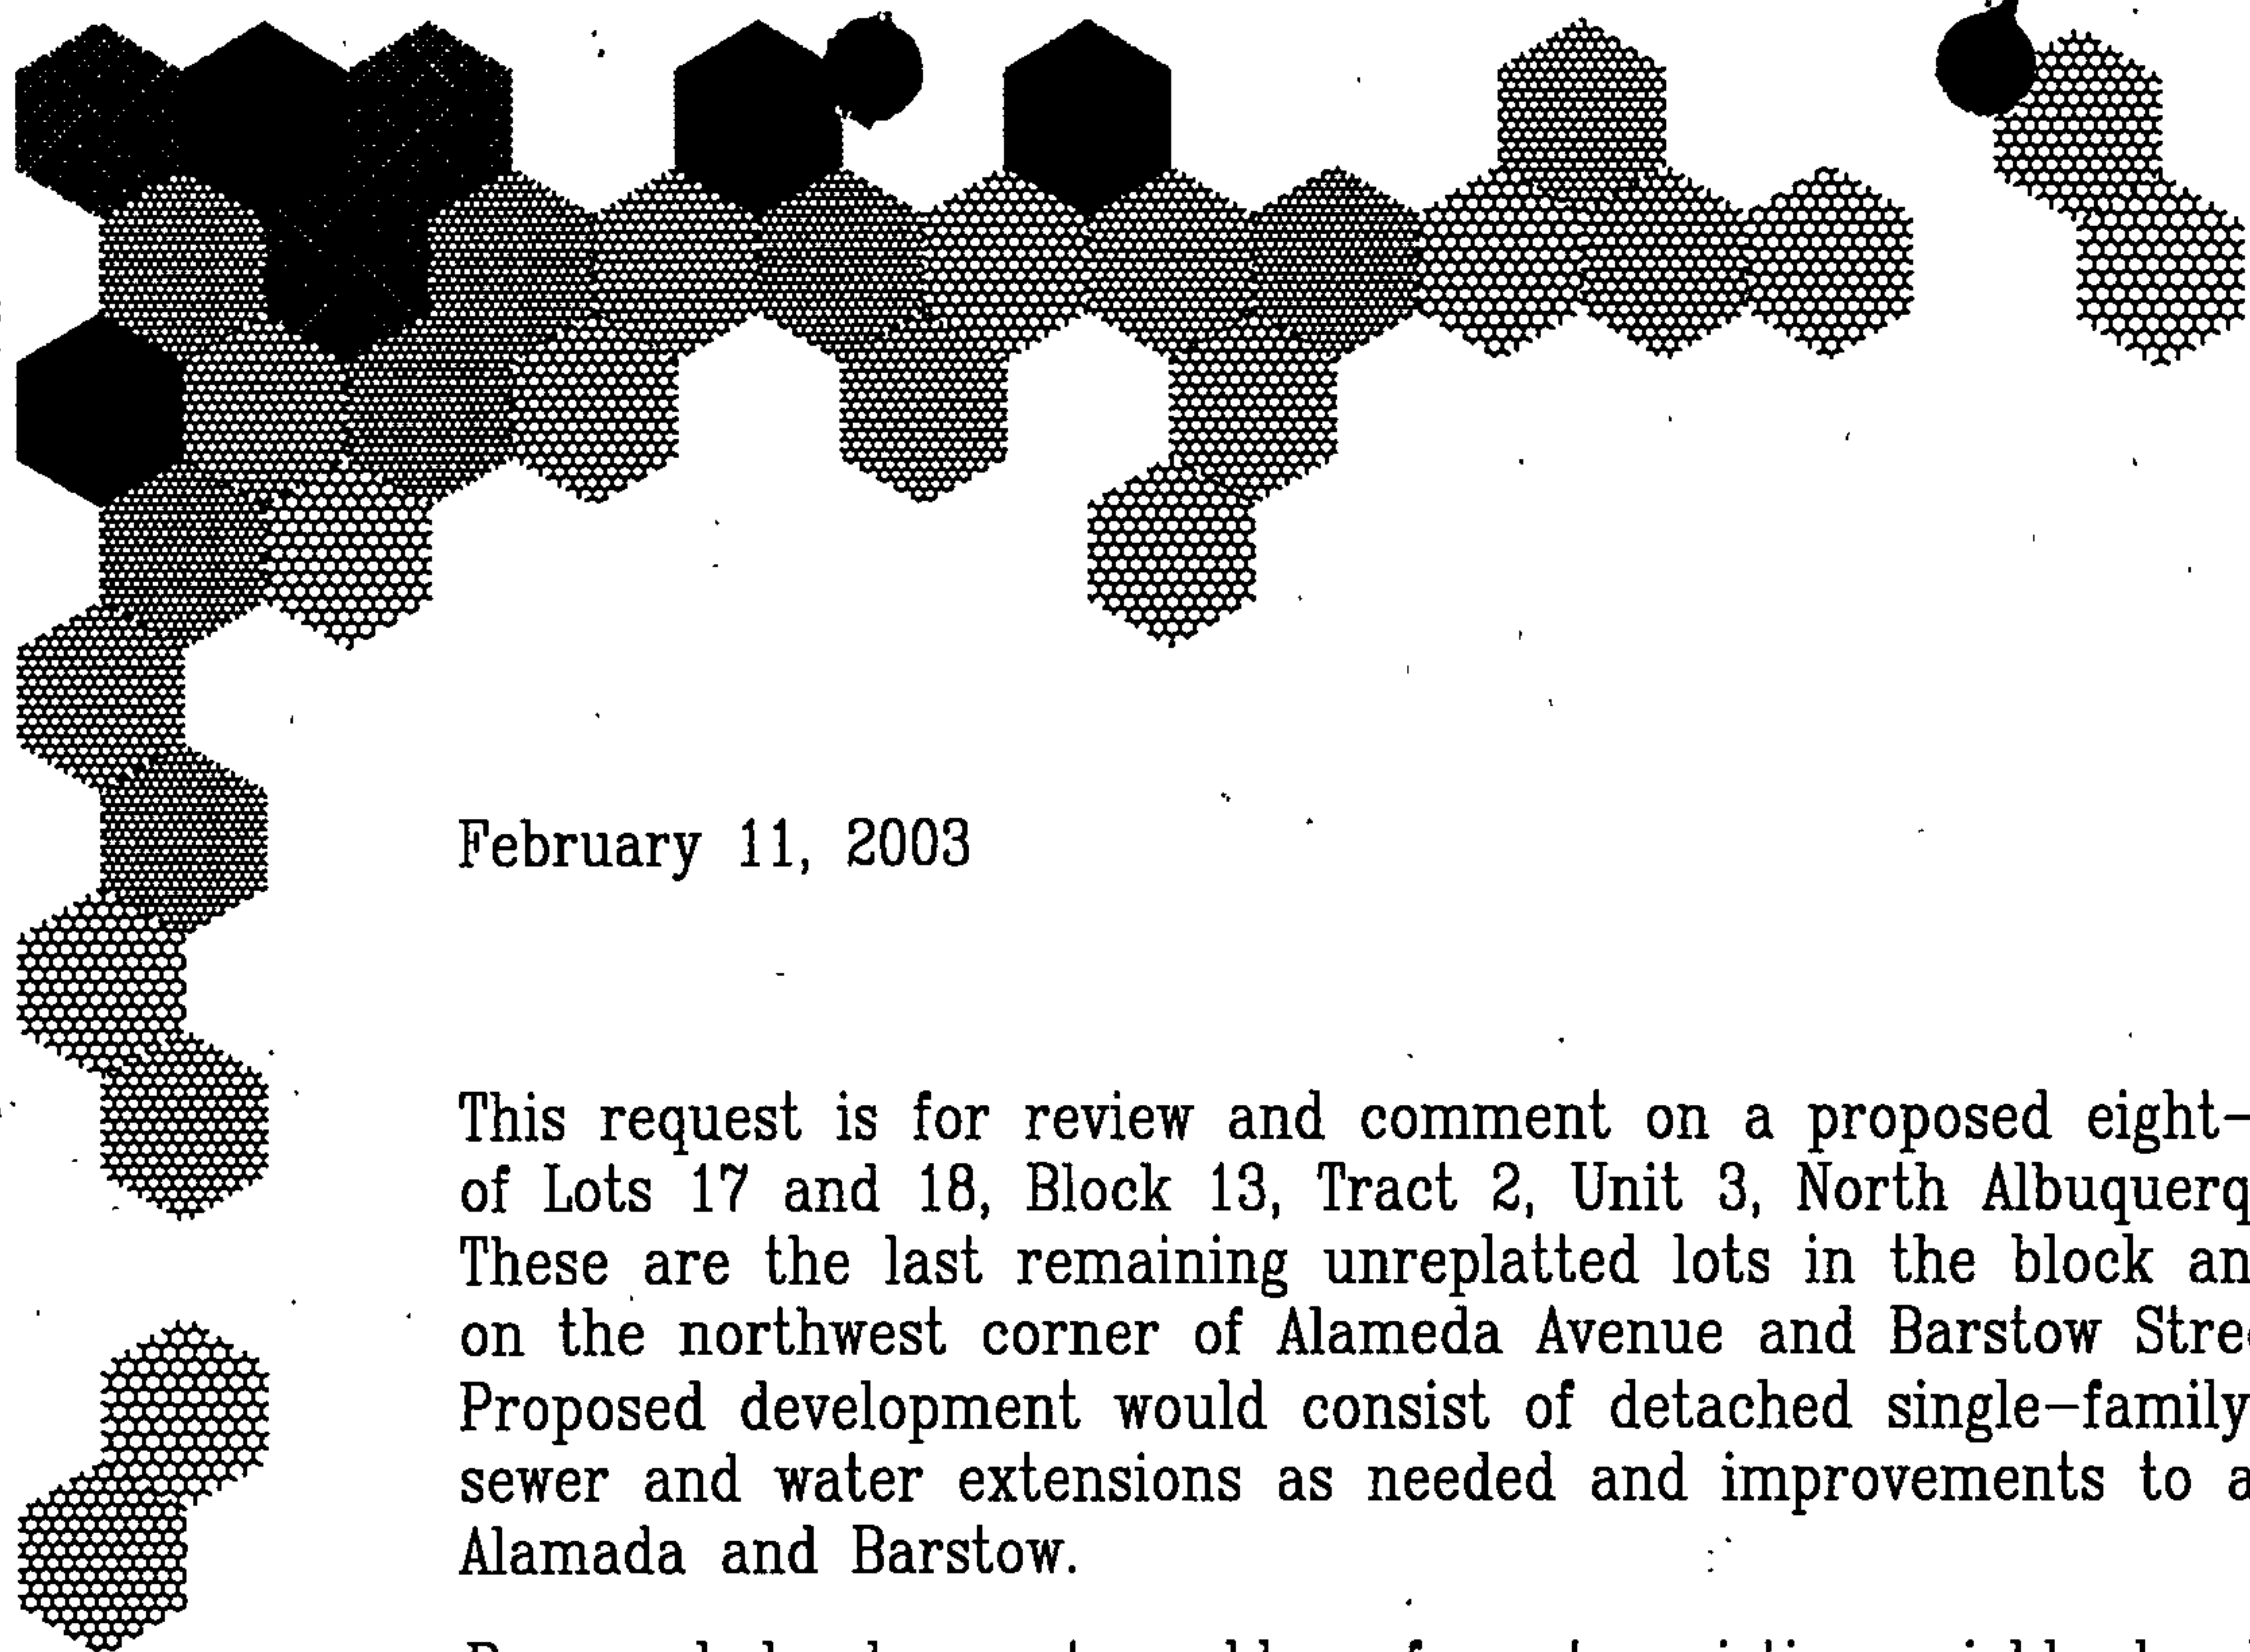 February 11, 2003
This request is for review and comment on a proposed eight-
of Lots 17 and 18, Block 13, Tract 2, Unit 3, North Albuquerq
These are the last remaining unreplatted lots in the block an
on the northwest corner of Alameda Avenue and Barstow Stre
Proposed development would consist of detached single-family
sewer and water extensions as needed and improvements to a
Alamada and Barstow.